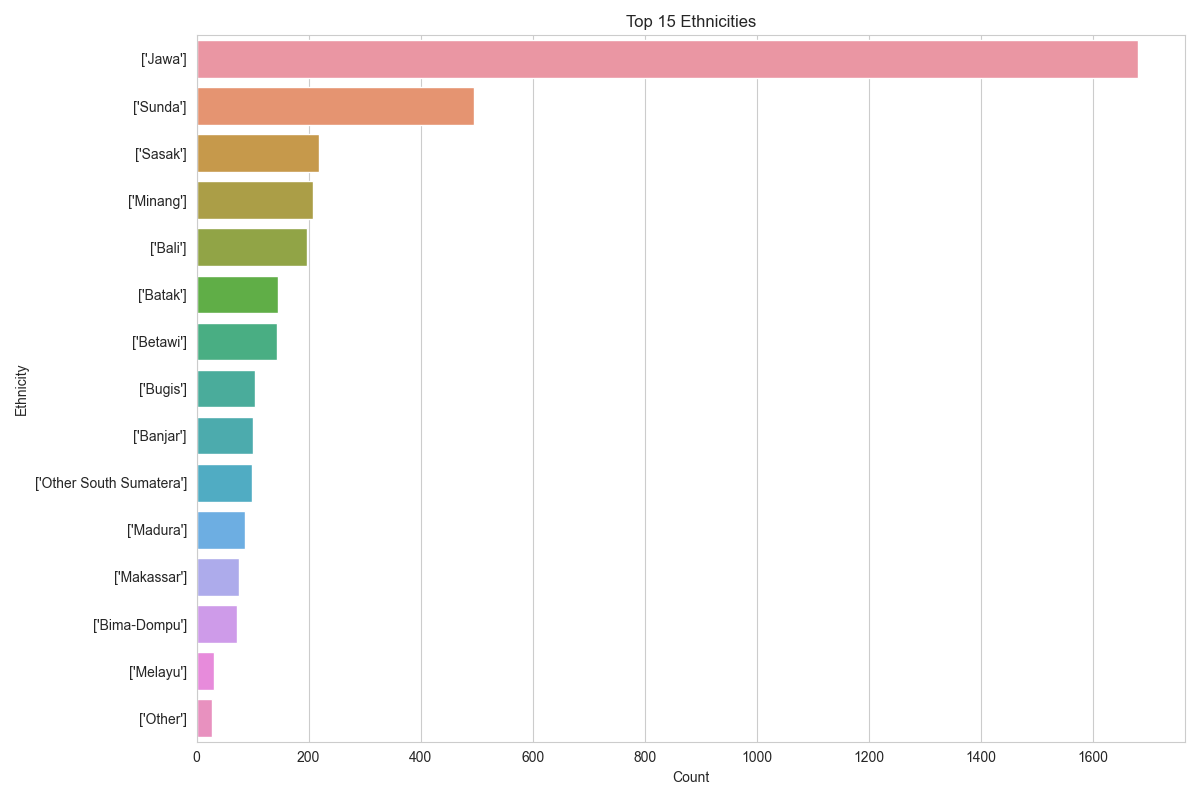 Top 15 Ethnicities
['Jawa']
['Sunda']
['Sasak']
['Minang']
['Bali']
['Batak']
['Betawi']
['Bugis']
['Banjar']
['Other South Sumatera']
['Madura']
['Makassar']
['Bima-Dompu']
['Melayu']
['Other']
Ethnicity
0 200 400 600 800 1000 1200 1400 1600
Count